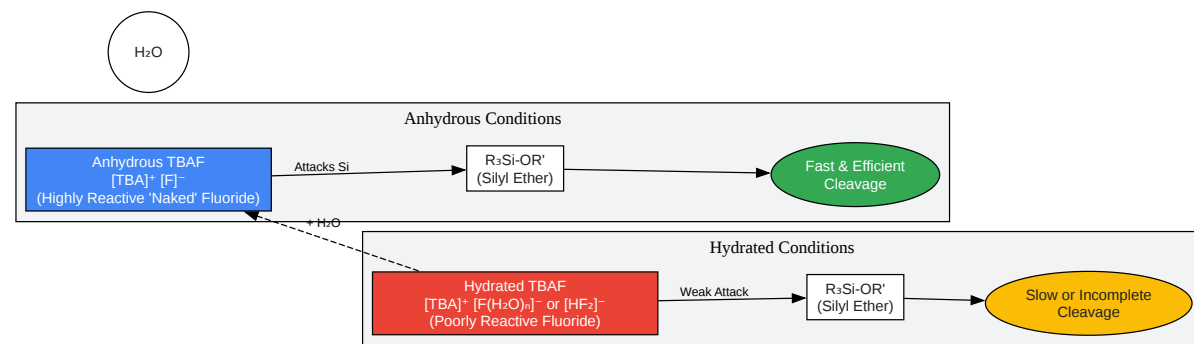 H₂O
Anhydrous Conditions
Anhydrous TBAF
[TBA]⁺ [F]⁻
(Highly Reactive 'Naked' Fluoride)
Attacks Si
R₃Si-OR'
(Silyl Ether)
Fast & Efficient
Cleavage
+ H₂O
Hydrated Conditions
Hydrated TBAF
[TBA]⁺ [F(H₂O)ₙ]⁻ or [HF₂]⁻
(Poorly Reactive Fluoride)
Weak Attack
R₃Si-OR'
(Silyl Ether)
Slow or Incomplete
Cleavage